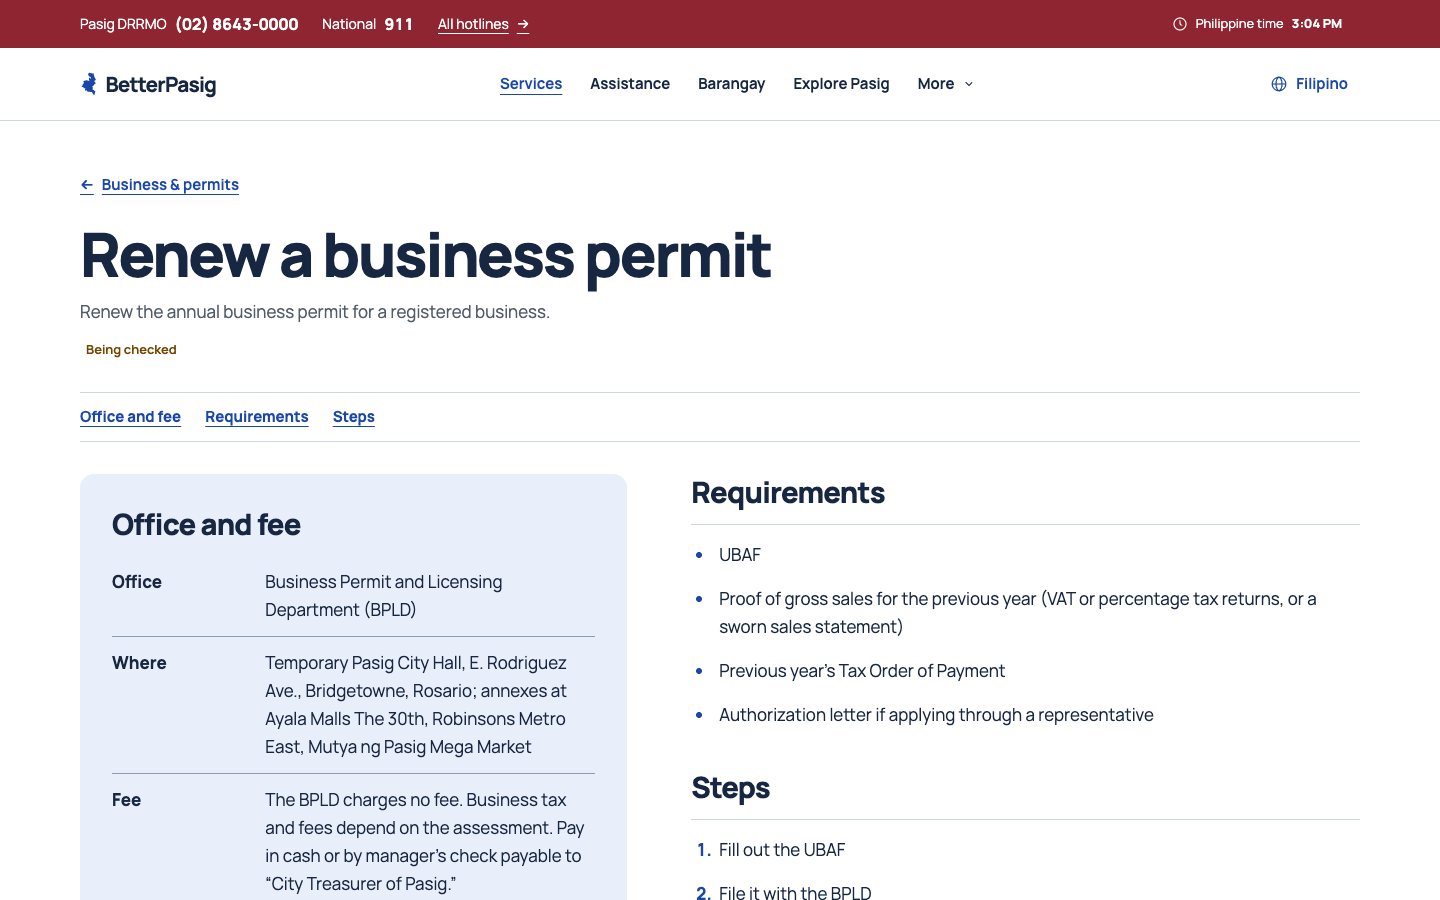 Pasig DRRMO (02) 8643-0000 National 911 All hotlines → Philippine time 3:04 PM
BetterPasig Services Assistance Barangay Explore Pasig More Filipino
← Business & permits
Renew a business permit
Renew the annual business permit for a registered business.
Being checked
Office and fee Requirements Steps
Office and fee
Office Business Permit and Licensing
Department (BPLD)
Where Temporary Pasig City Hall, E. Rodriguez
Ave., Bridgetowne, Rosario; annexes at
Ayala Malls The 30th, Robinsons Metro
East, Mutya ng Pasig Mega Market
Fee The BPLD charges no fee. Business tax
and fees depend on the assessment. Pay
in cash or by manager’s check payable to
“City Treasurer of Pasig.”
Requirements
• UBAF
• Proof of gross sales for the previous year (VAT or percentage tax returns, or a
sworn sales statement)
• Previous year’s Tax Order of Payment
• Authorization letter if applying through a representative
Steps
1. Fill out the UBAF
2. File it with the BPLD